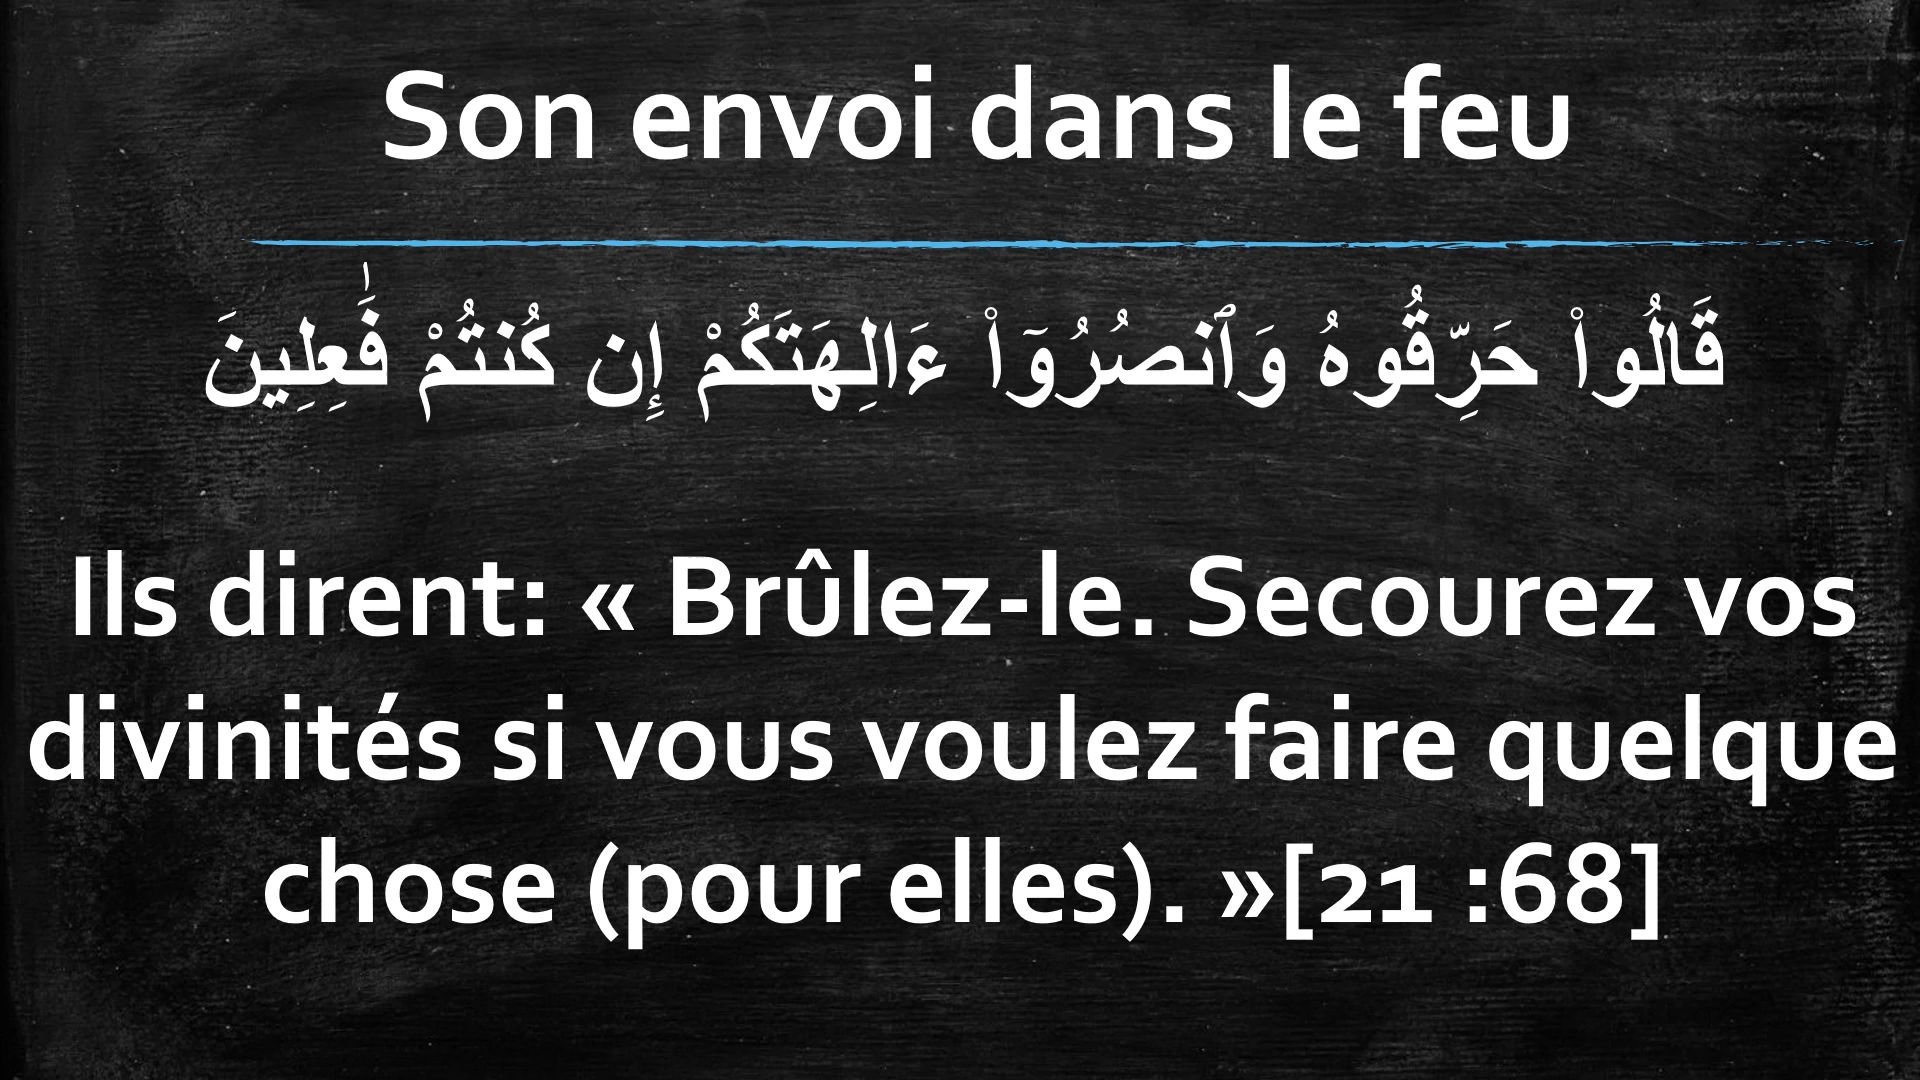 Son envoi dans le feu
قَالُوا۟ حَرِّقُوهُ وَٱنصُرُوٓا۟ ءَالِهَتَكُمْ إِن كُنتُمْ فَٰعِلِينَ
Ils dirent: « Brûlez-le. Secourez vos
divinités si vous voulez faire quelque
chose (pour elles). »[21 :68]